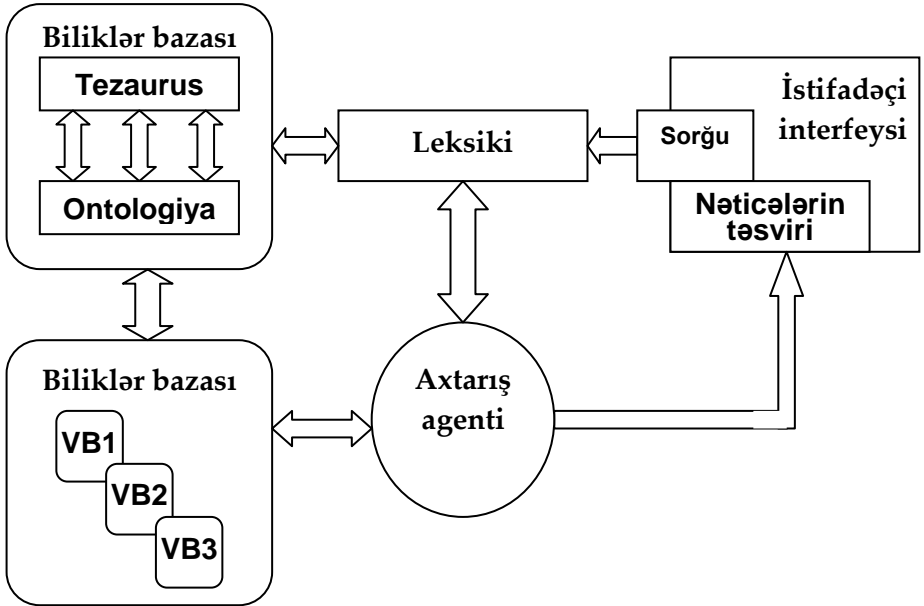 Biliklər bazası
Tezaurus
Ontologiya
Leksiki
Sorğu
İstifadəçi
interfeysi
Nəticələrin
təsviri
Biliklər bazası
VB1
VB2
VB3
Axtarış
agenti